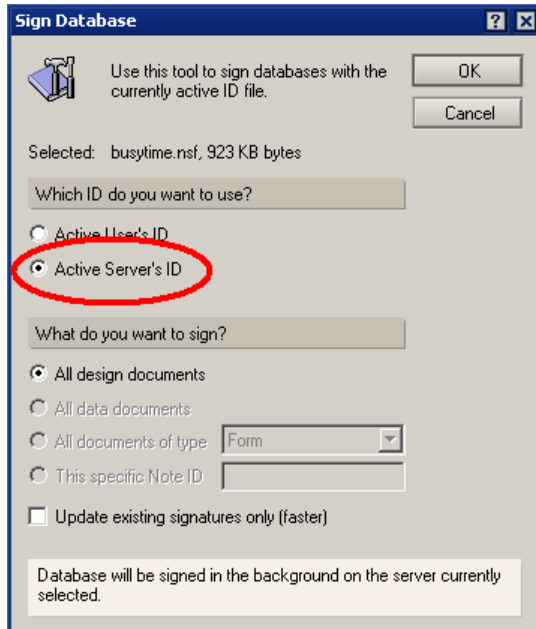 Sign Database
Use this tool to sign databases with the
currently active ID file.
OK
Cancel
Selected: busytime.nsf, 923 KB bytes
Which ID do you want to use?
Active User's ID
Active Server's ID
What do you want to sign?
All design documents
All data documents
All documents of type Form
This specific Note ID
Update existing signatures only (faster)
Database will be signed in the background on the server currently
selected.